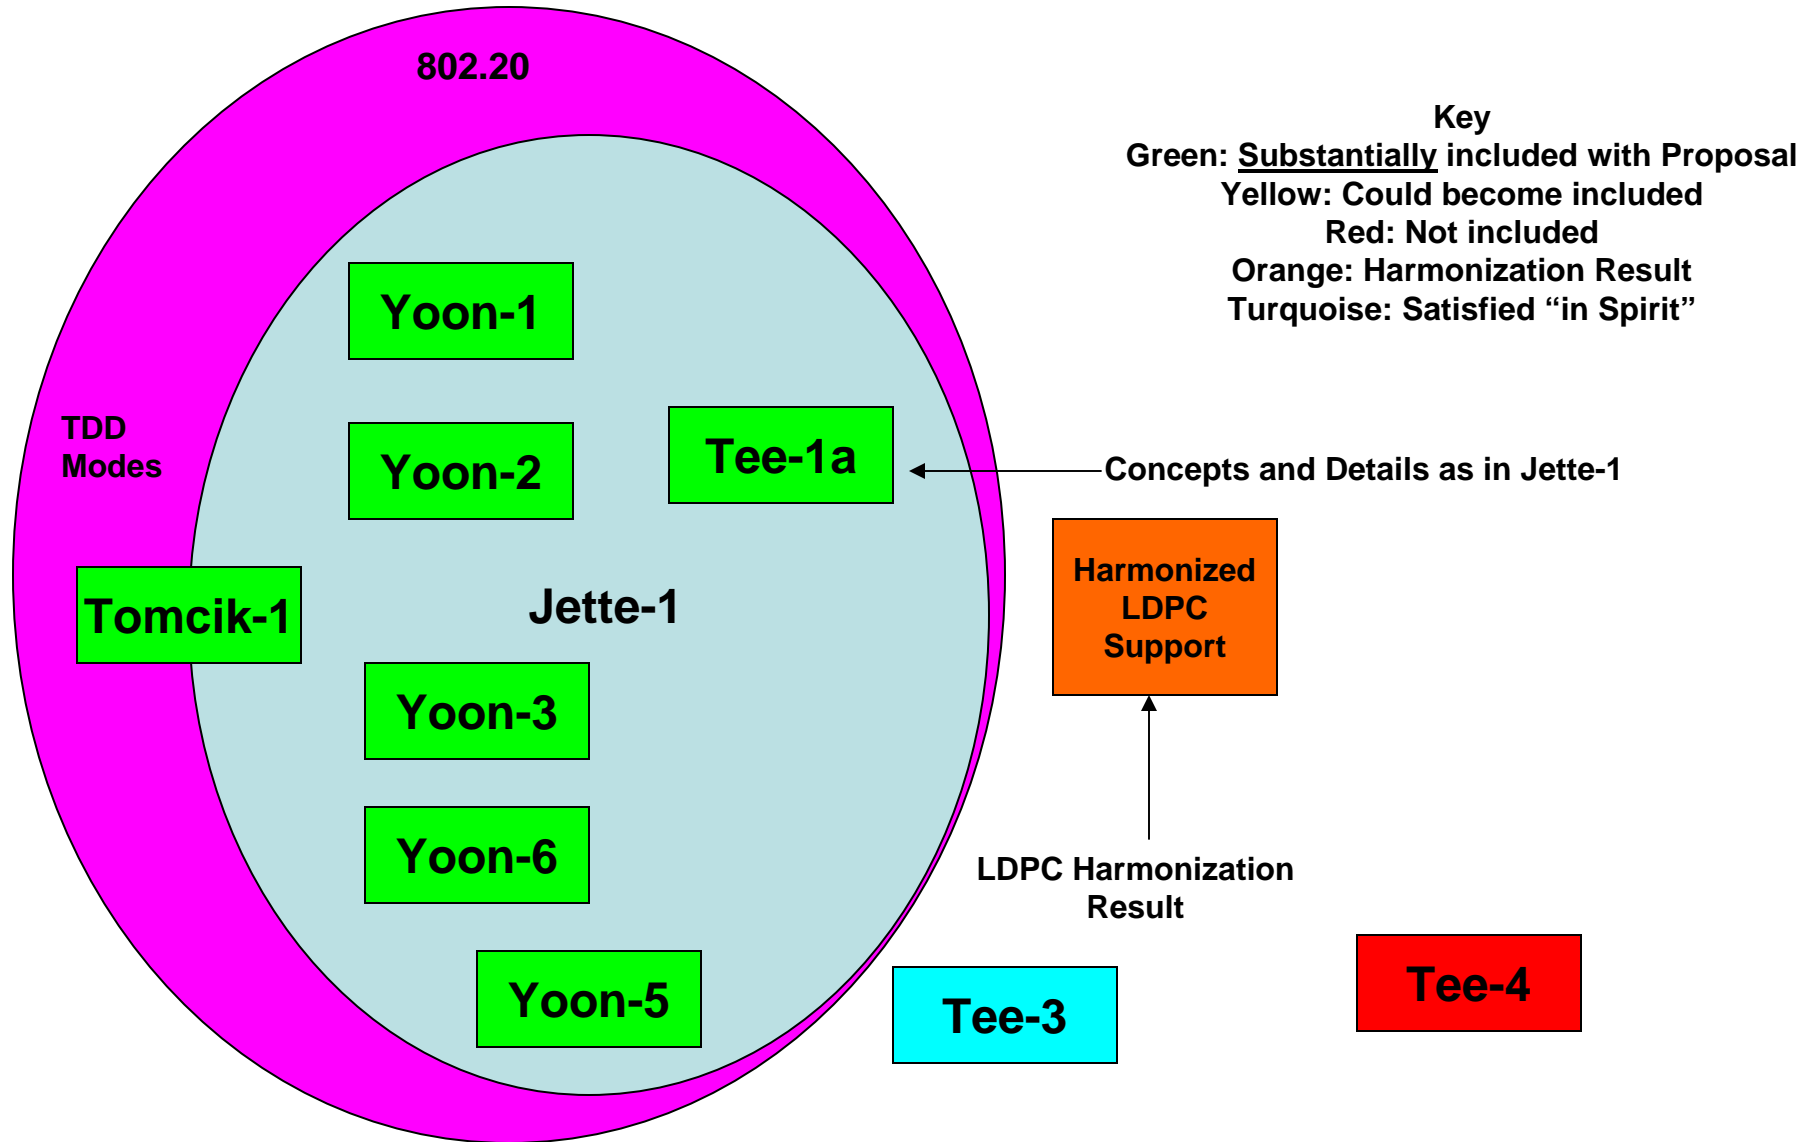 802.20
Key
Green: Substantially included with Proposal
Yellow: Could become included
Red: Not included
Orange: Harmonization Result
Turquoise: Satisfied “in Spirit”
Yoon-1
TDD
Modes
Yoon-2
Tee-1a
Concepts and Details as in Jette-1
Tomcik-1
Jette-1
Harmonized
LDPC
Support
Yoon-3
Yoon-6
LDPC Harmonization
Result
Yoon-5
Tee-3
Tee-4